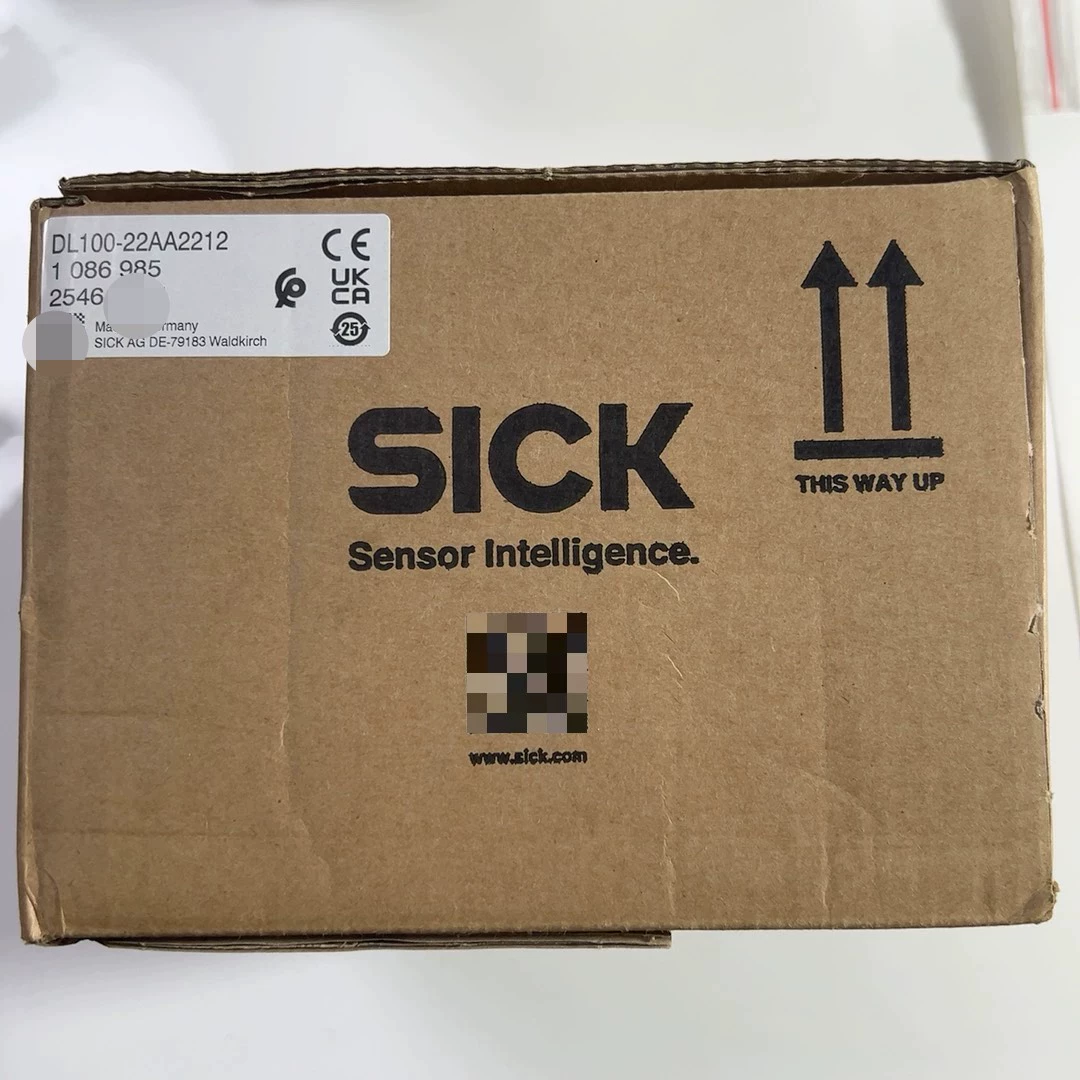 DL100-22AA2212
1 086 985
2546
CE
UK
CA
25
SICK AG DE-79183 Waldkirch
SICK
Sensor Intelligence.
THIS WAY UP
www.sick.com